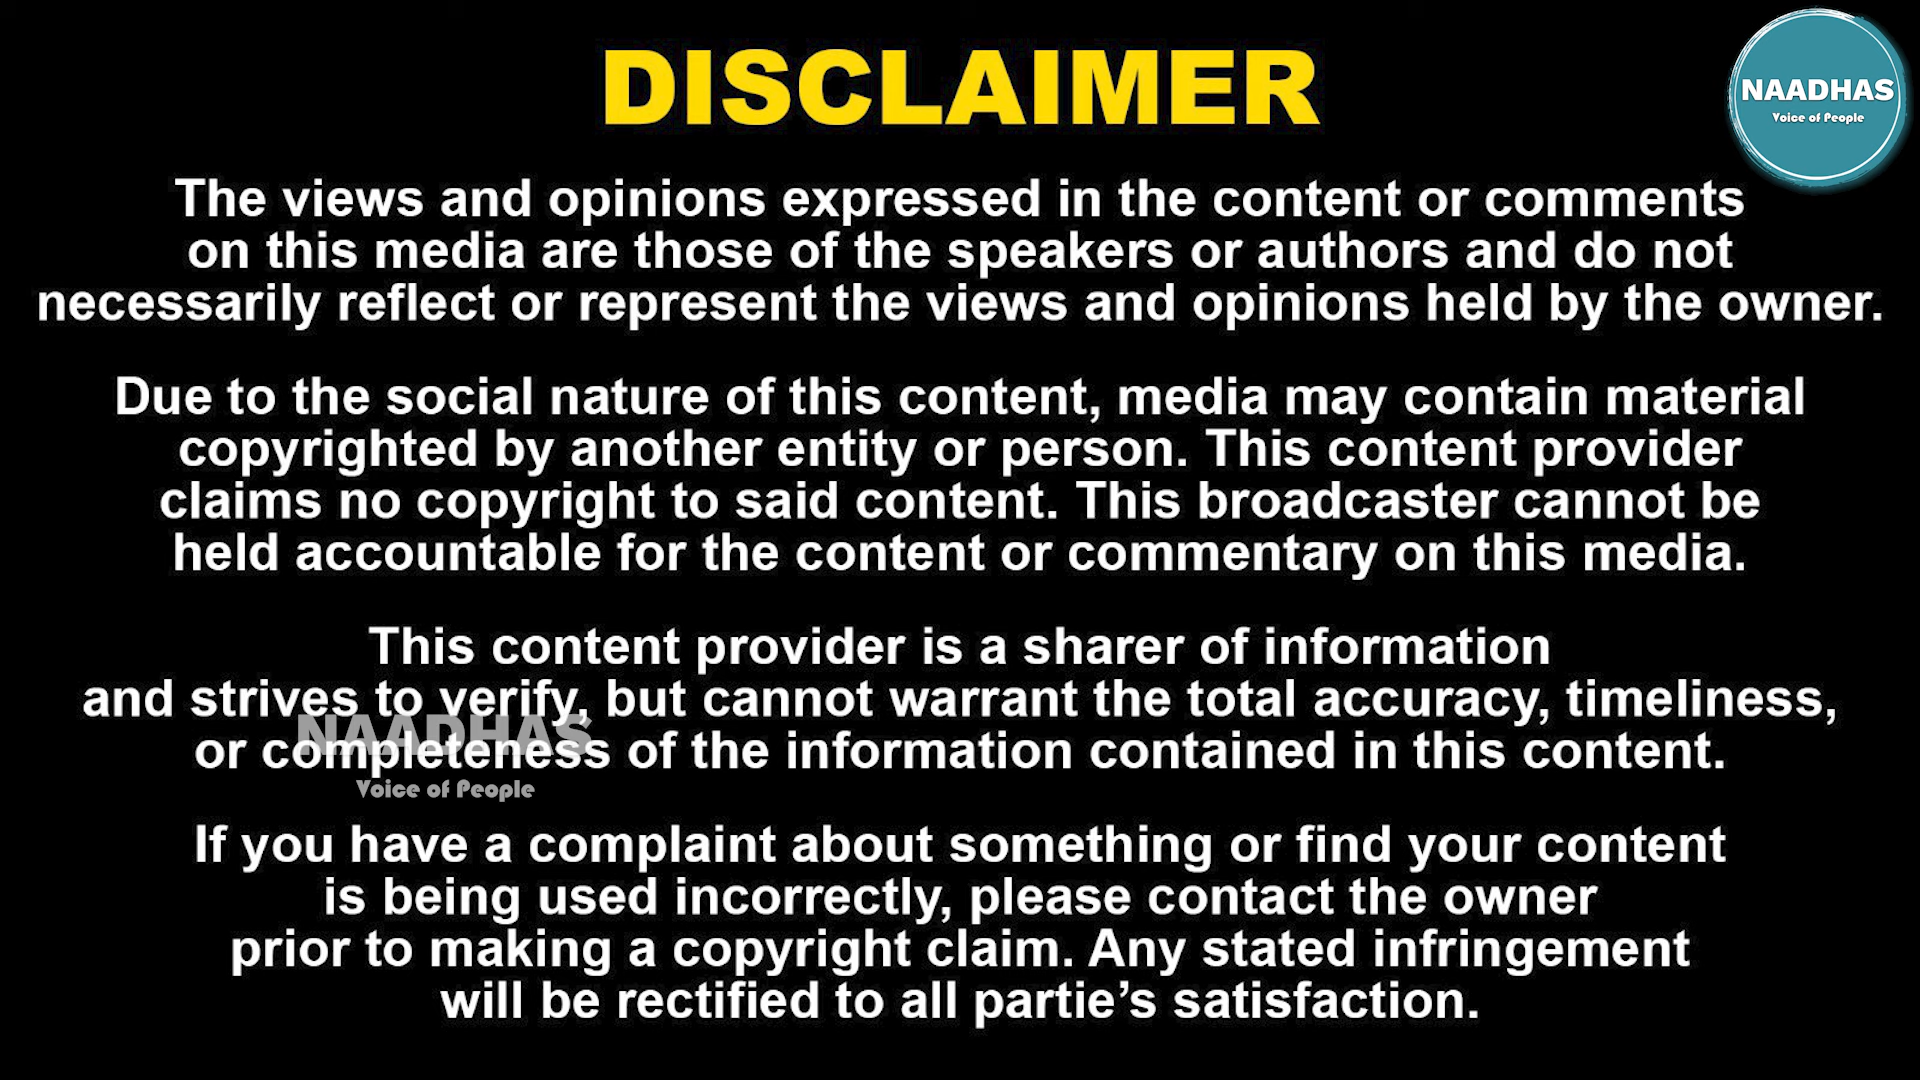 DISCLAIMER
NAADHAS
Voice of People
The views and opinions expressed in the content or comments
on this media are those of the speakers or authors and do not
necessarily reflect or represent the views and opinions held by the owner.
Due to the social nature of this content, media may contain material
copyrighted by another entity or person. This content provider
claims no copyright to said content. This broadcaster cannot be
held accountable for the content or commentary on this media.
This content provider is a sharer of information
and strives to verify, but cannot warrant the total accuracy, timeliness,
or completeness of the information contained in this content.
NAADHAS
Voice of People
If you have a complaint about something or find your content
is being used incorrectly, please contact the owner
prior to making a copyright claim. Any stated infringement
will be rectified to all partie’s satisfaction.